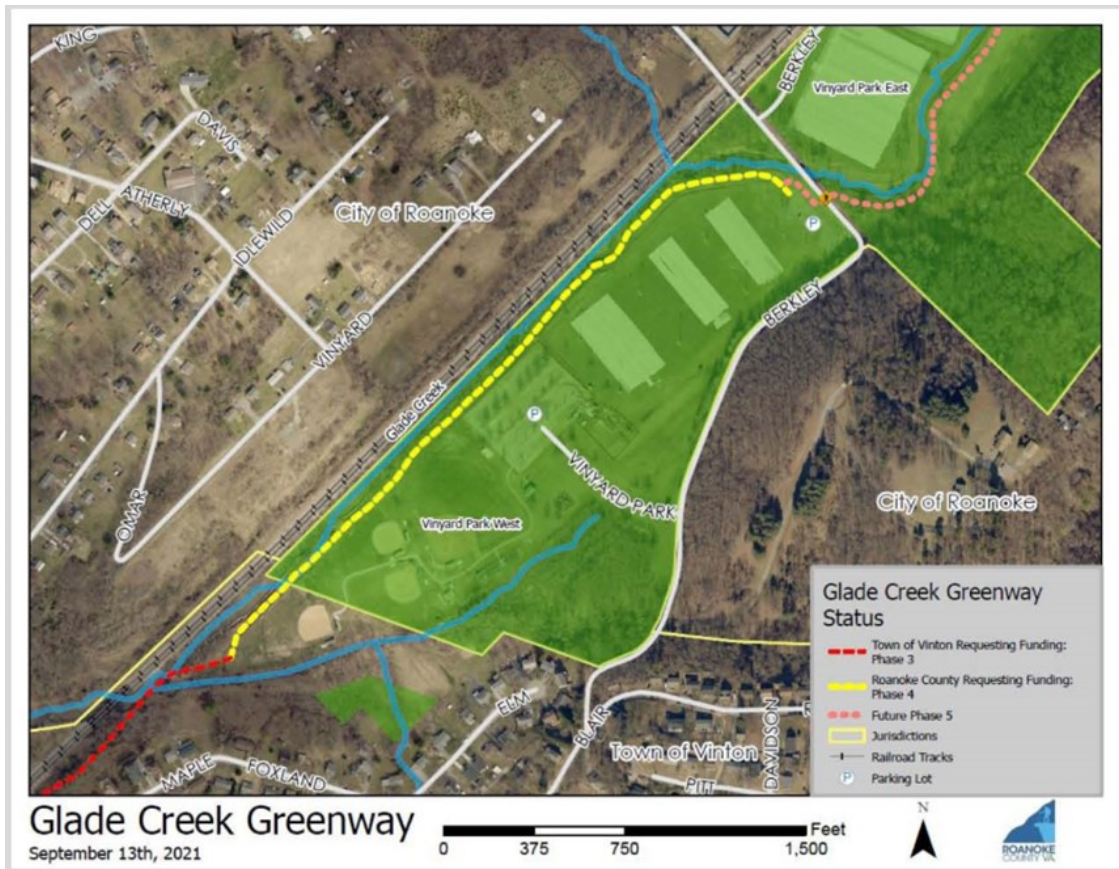 KING
BERKLEY
Vinyard Park East
DAVIS
ATHERLY
DELL
IDLEWILD
City of Roanoke
P
VINYARD
BERKLEY
Glade Creek
P
VINYARD PARK
OMAR
Vinyard Park West
City of Roanoke
Glade Creek Greenway
Status
Town of Vinton Requesting Funding:
Phase 3
Roanoke County Requesting Funding:
Phase 4
Future Phase 5
Jurisdictions
Railroad Tracks
P Parking Lot
ELM
BLAIR
DAVIDSON
Town of Vinton
MAPLE
FOXLAND
PITT
Glade Creek Greenway
September 13th, 2021
0 375 750 1,500
Feet
N
ROANOKE
COUNTY VA